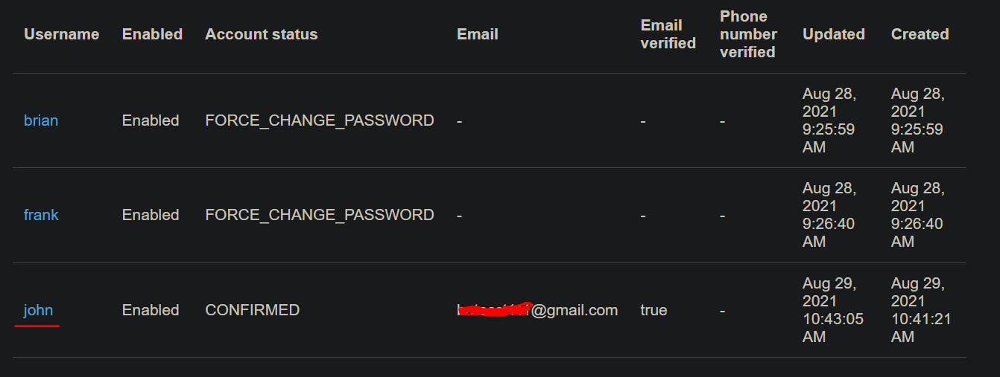 Username Enabled Account status Email Email verified Phone number verified Updated Created
brian Enabled FORCE_CHANGE_PASSWORD - - - Aug 28, 2021 9:25:59 AM Aug 28, 2021 9:25:59 AM
frank Enabled FORCE_CHANGE_PASSWORD - - - Aug 28, 2021 9:26:40 AM Aug 28, 2021 9:26:40 AM
john Enabled CONFIRMED @gmail.com true - Aug 29, 2021 10:43:05 AM Aug 29, 2021 10:41:21 AM